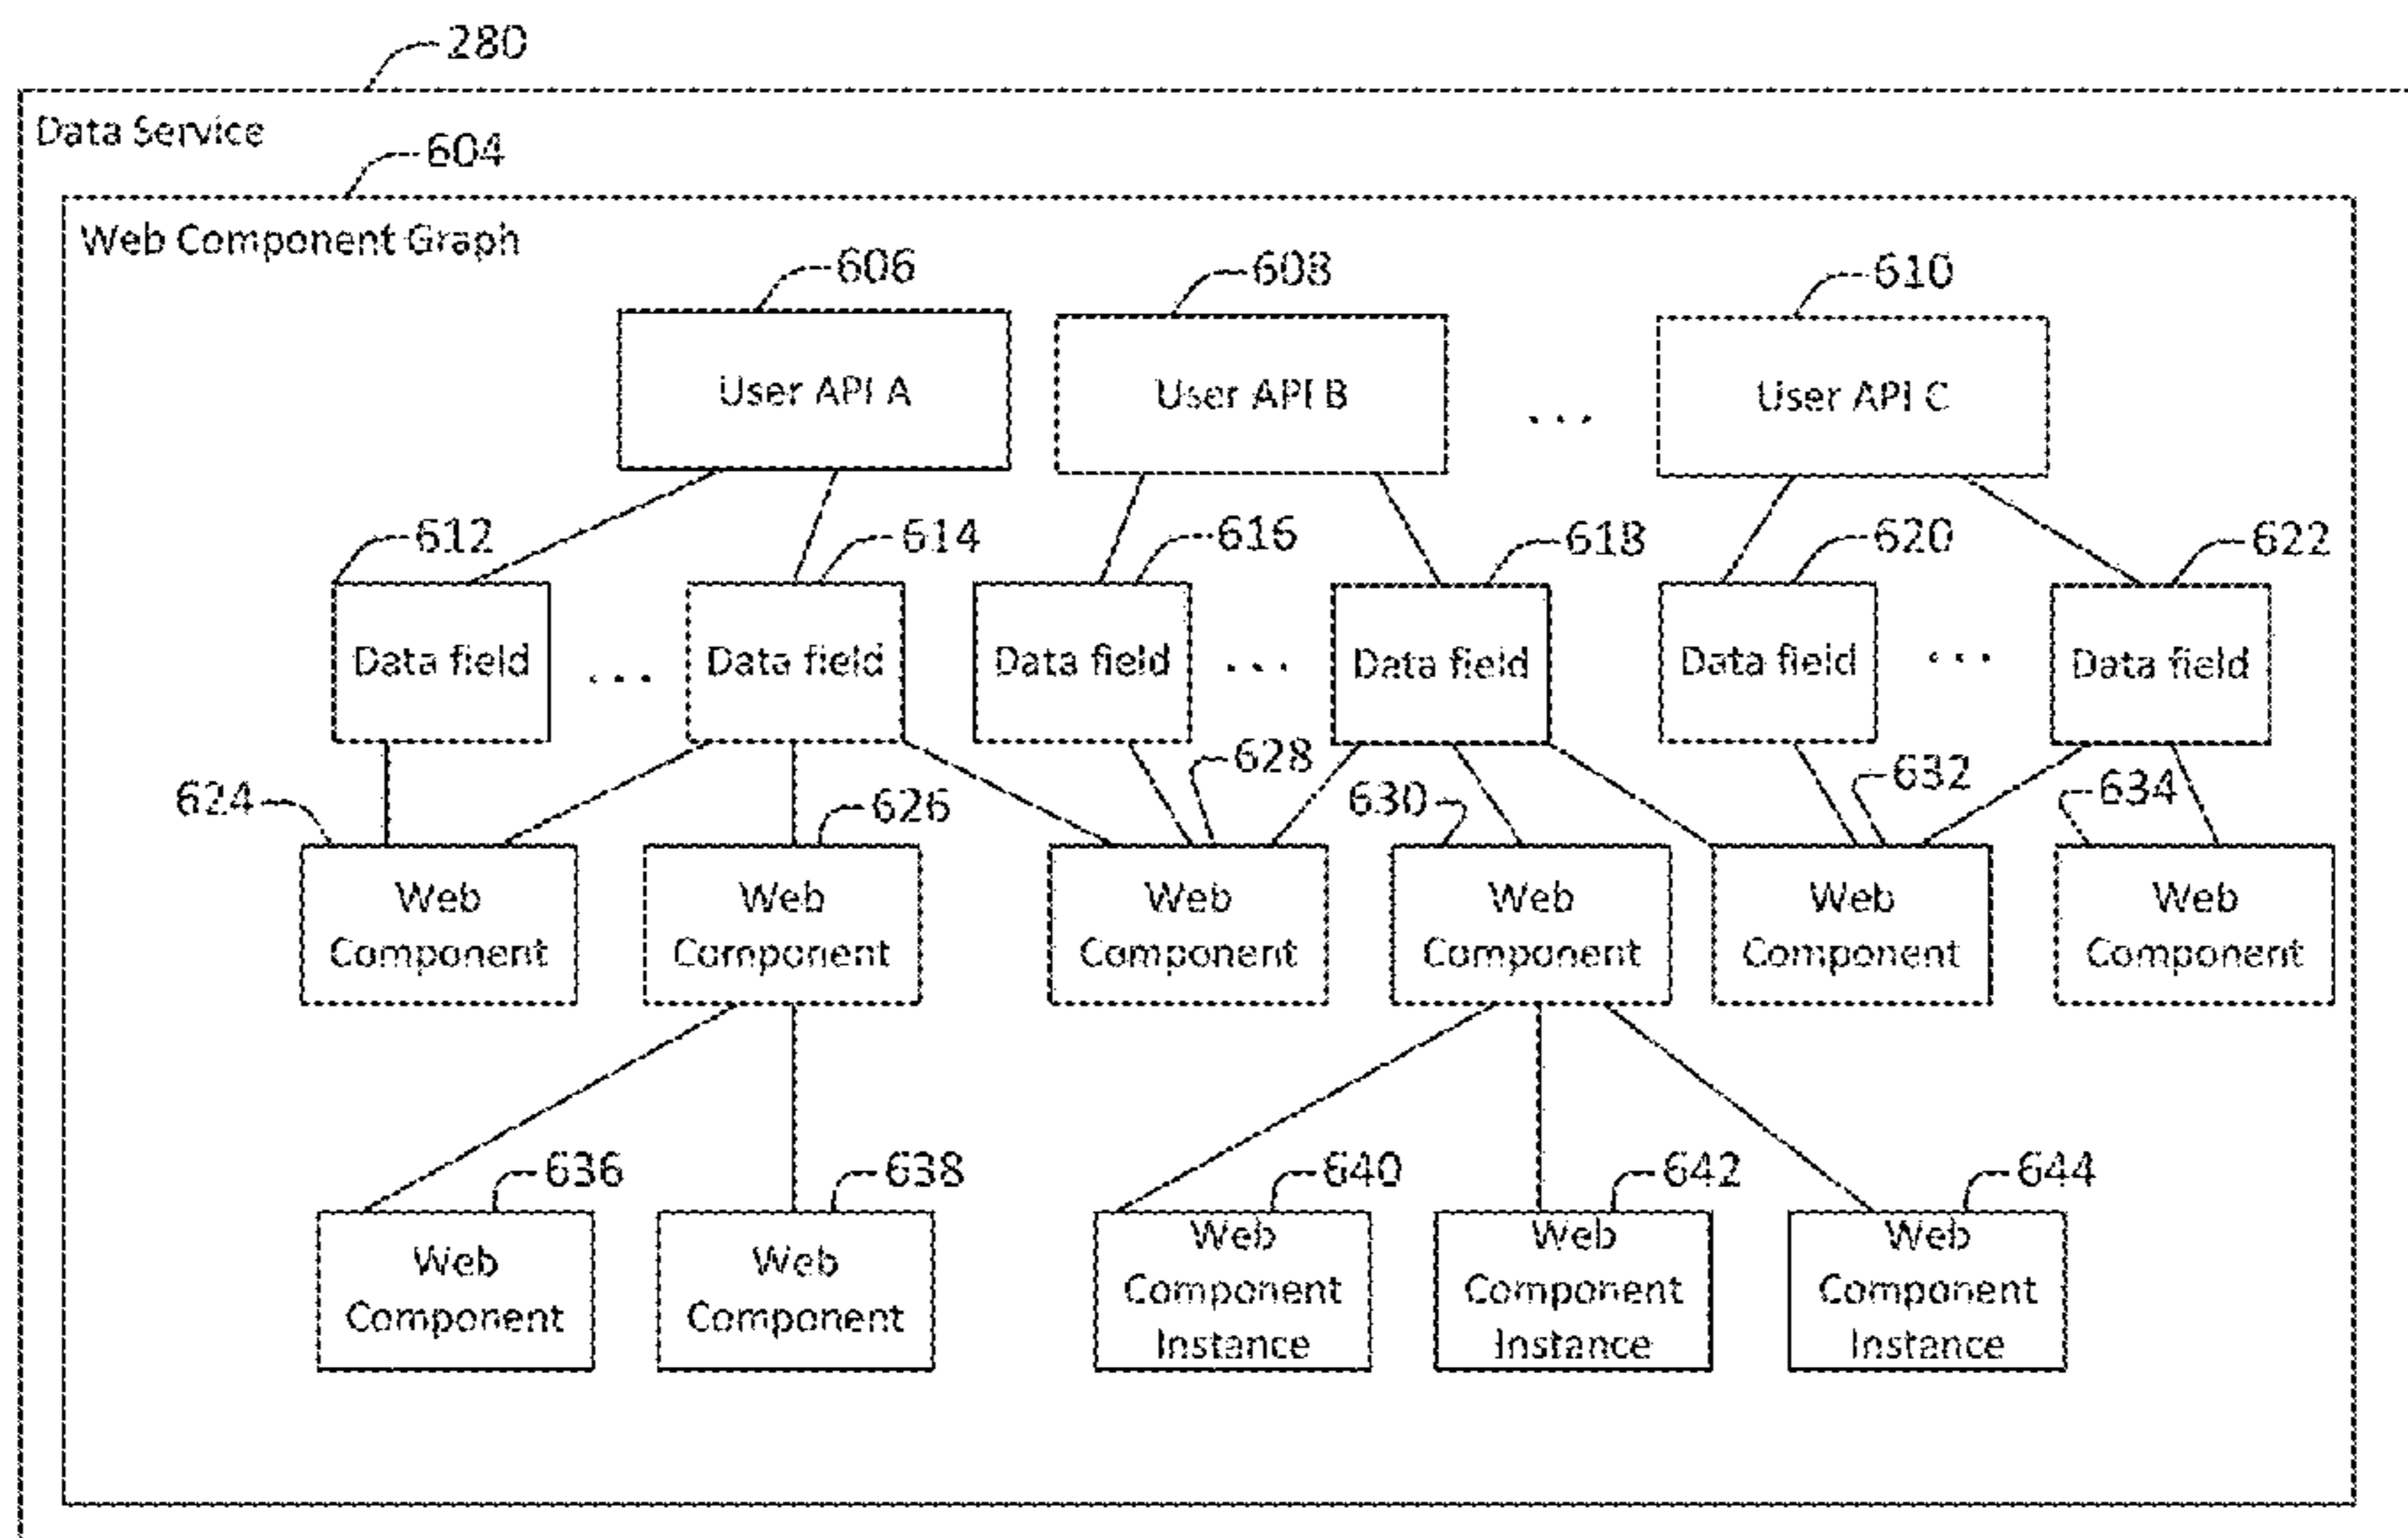 280
Data Service
604
Web Component Graph
606
608
610
User API A
User API B
...
User API C
612
614
616
618
620
622
Data field
...
Data field
Data field
...
Data field
Data field
...
Data field
624
626
628
630
632
634
Web
Component
Web
Component
Web
Component
Web
Component
Web
Component
Web
Component
636
638
640
642
644
Web
Component
Web
Component
Web
Component
Instance
Web
Component
Instance
Web
Component
Instance